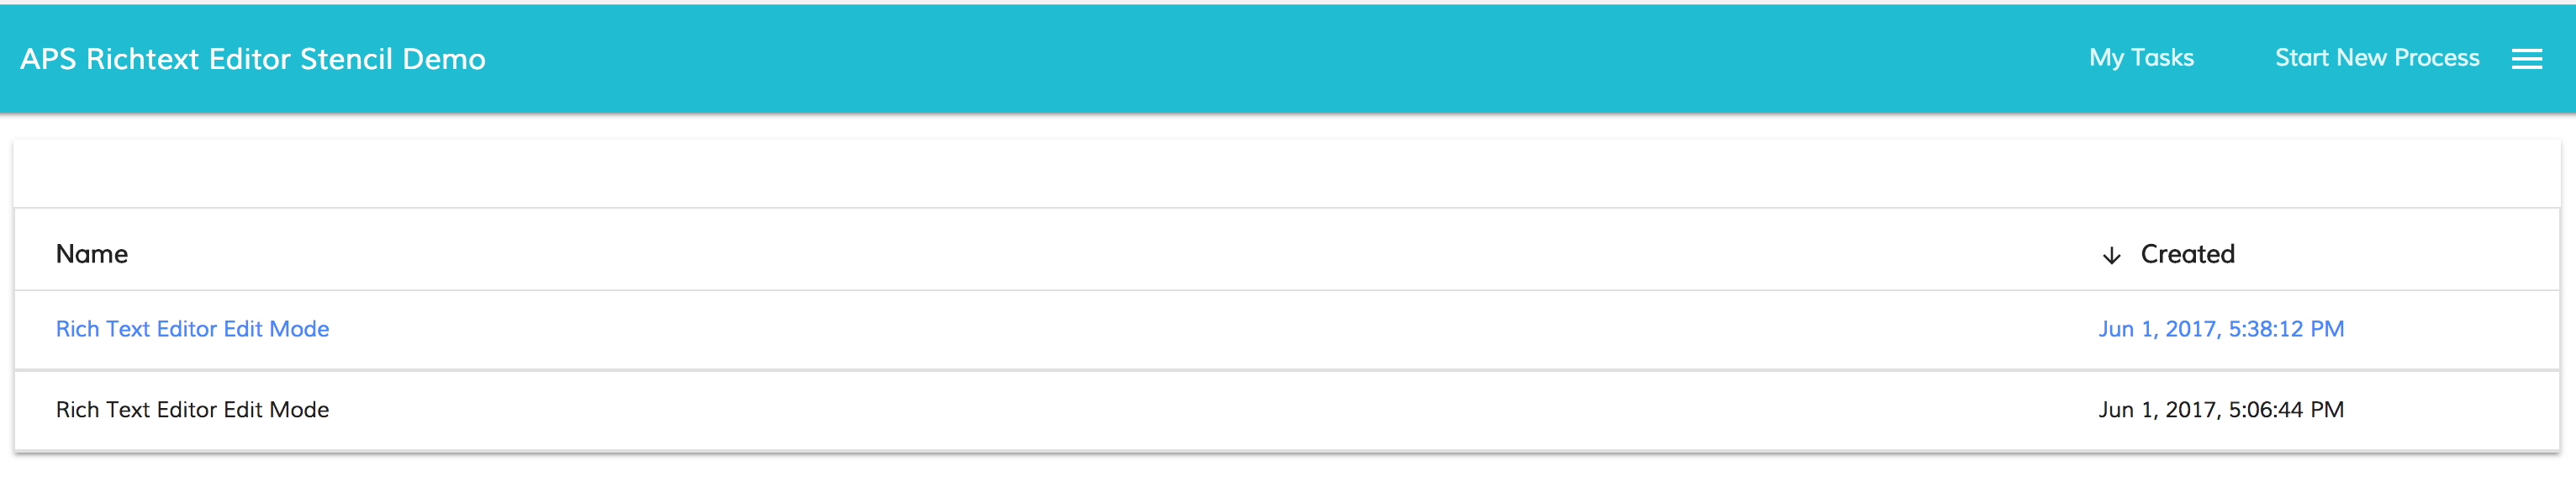 APS Richtext Editor Stencil Demo My Tasks Start New Process
Name Created
Rich Text Editor Edit Mode Jun 1, 2017, 5:38:12 PM
Rich Text Editor Edit Mode Jun 1, 2017, 5:06:44 PM